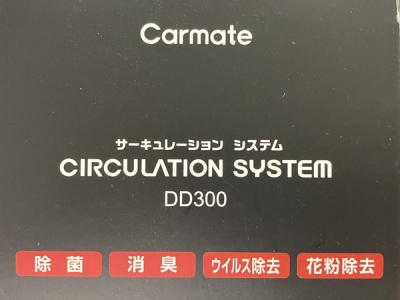 Carmate
サーキュレーション システム
CIRCULATION SYSTEM
DD300
除菌 消臭 ウイルス除去 花粉除去